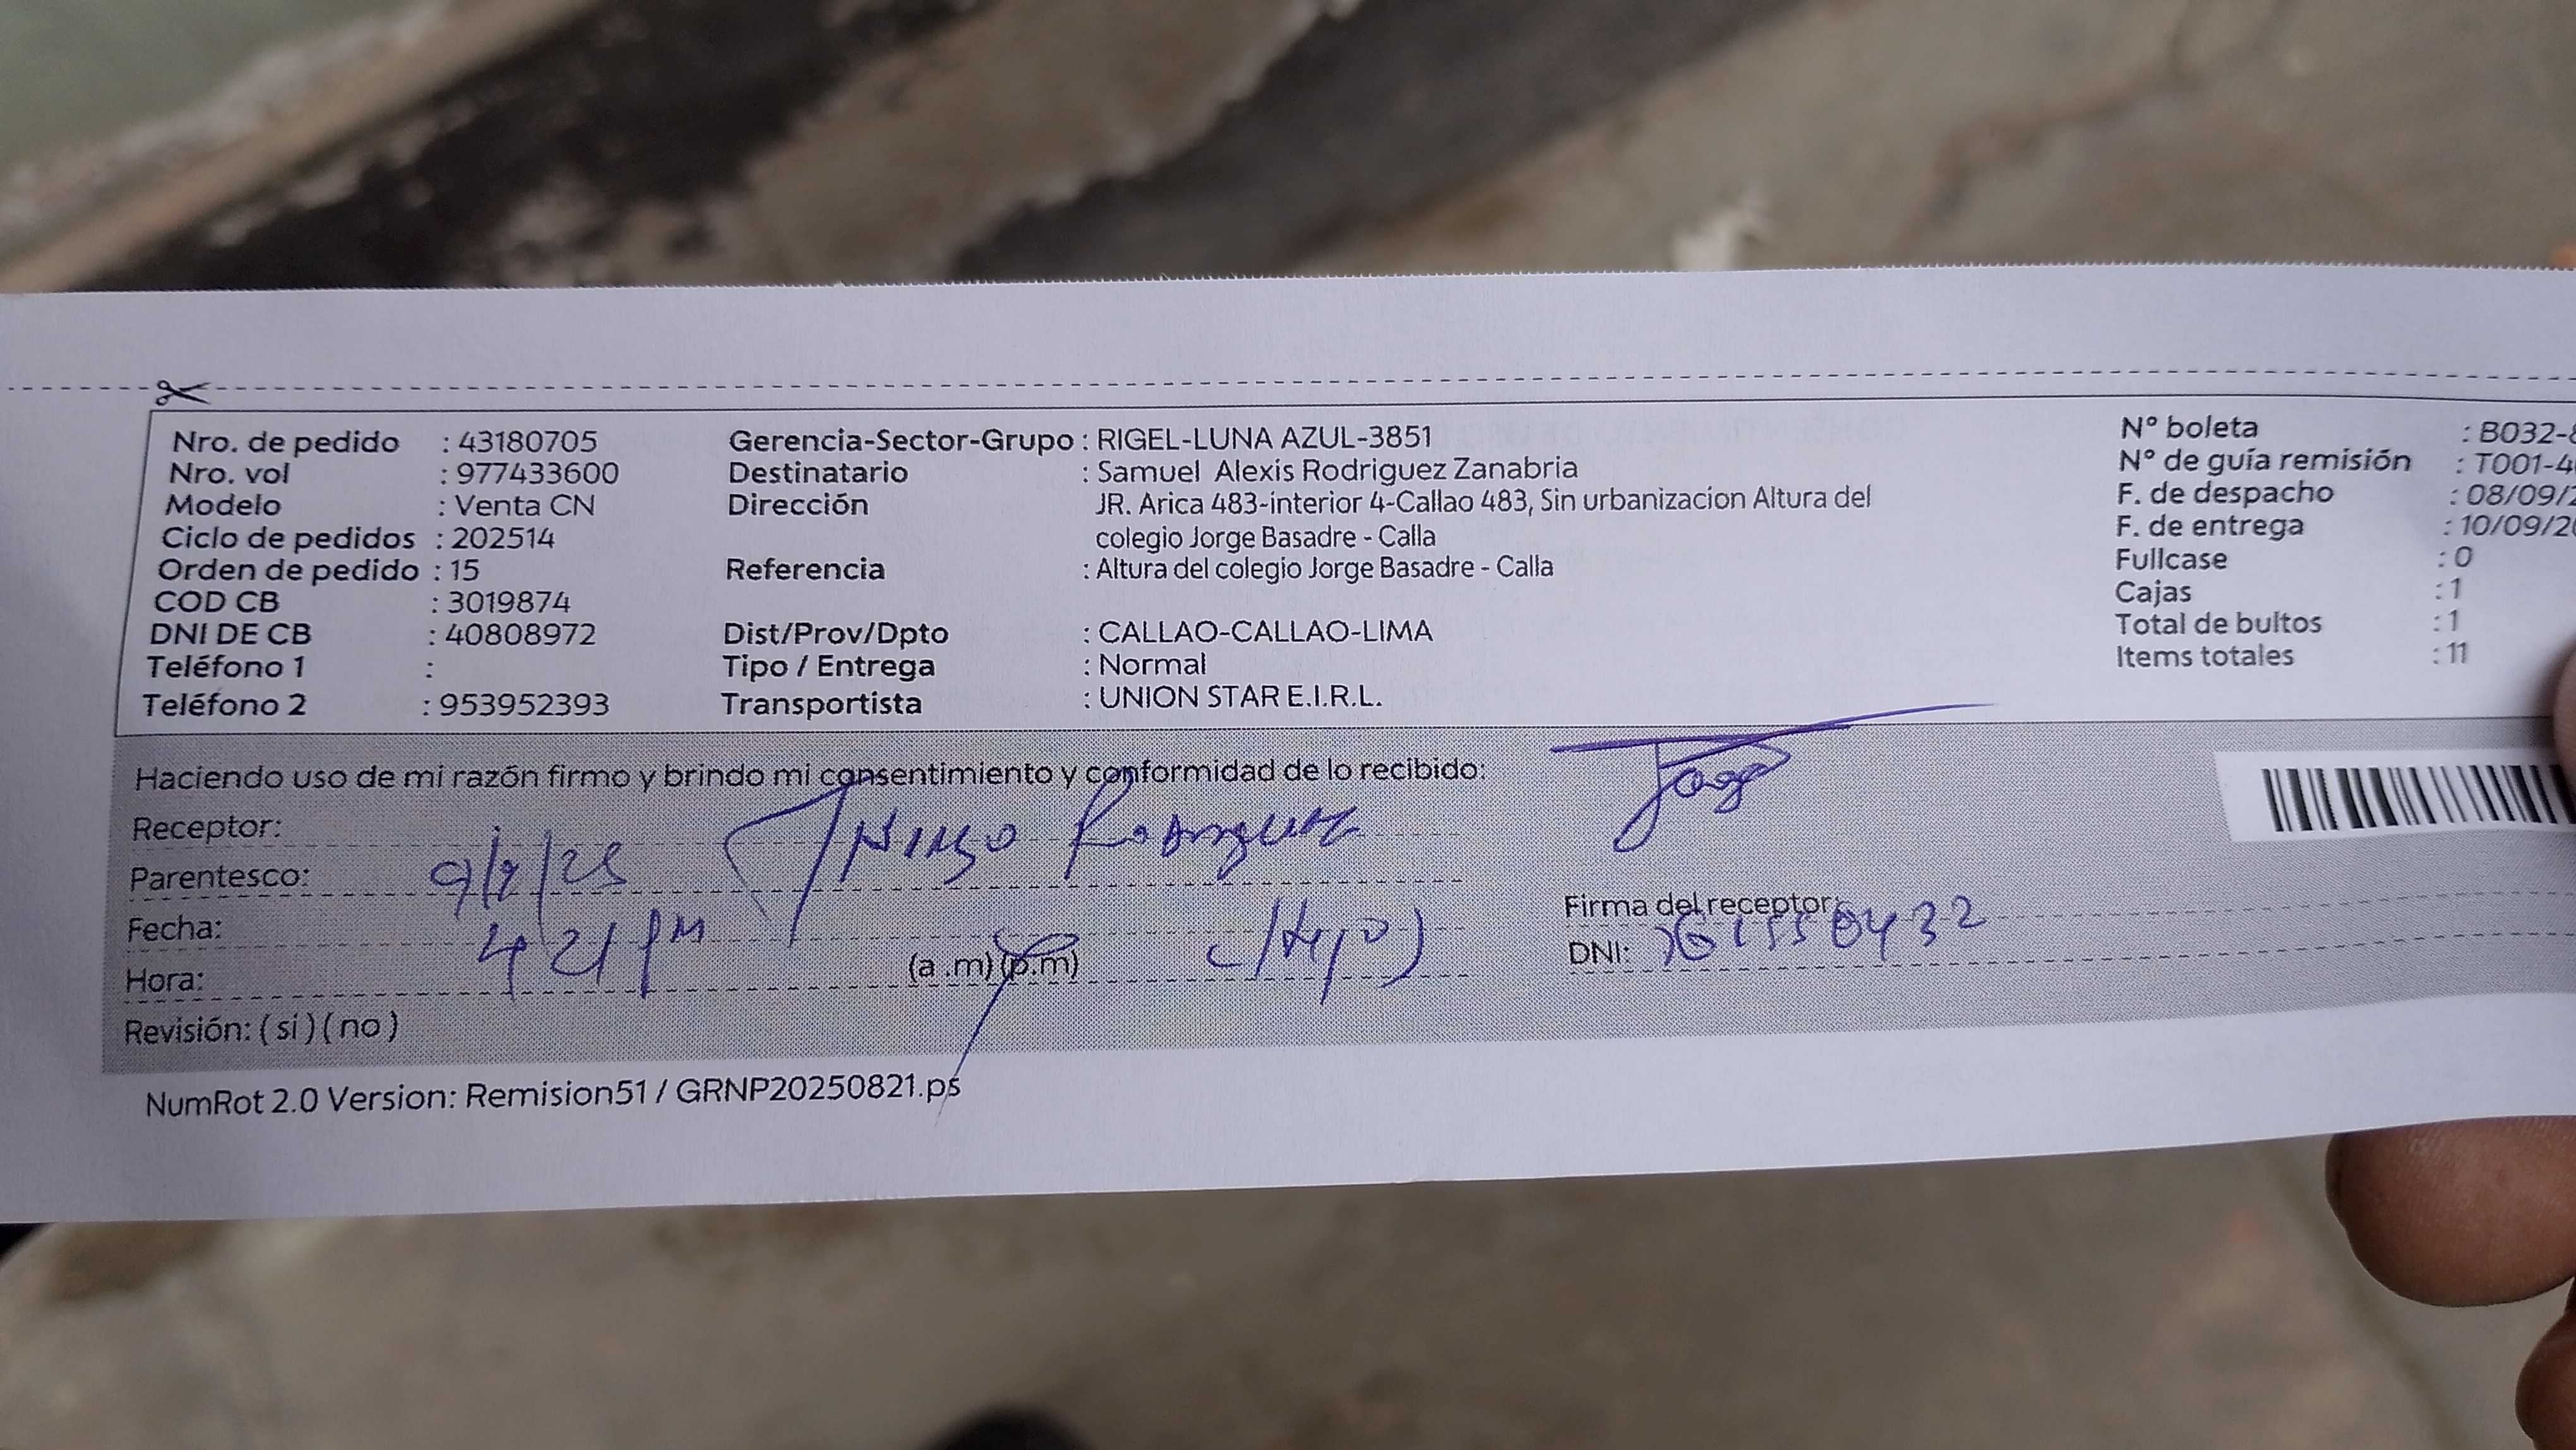 Nro. de pedido : 43180705
Nro. vol : 977433600
Modelo : Venta CN
Ciclo de pedidos : 202514
Orden de pedido : 15
COD CB : 3019874
DNI DE CB : 40808972
Teléfono 1 :
Teléfono 2 : 953952393
Gerencia-Sector-Grupo : RIGEL-LUNA AZUL-3851
Destinatario : Samuel Alexis Rodriguez Zanabria
Dirección JR. Arica 483-interior 4-Callao 483, Sin urbanizacion Altura del
colegio Jorge Basadre - Calla
Referencia : Altura del colegio Jorge Basadre - Calla
Dist/Prov/Dpto : CALLAO-CALLAO-LIMA
Tipo / Entrega : Normal
Transportista : UNION STAR E.I.R.L.
N° boleta : B032-
N° de guía remisión : T001-4
F. de despacho : 08/09/
F. de entrega : 10/09/
Fullcase : 0
Cajas : 1
Total de bultos : 1
Items totales : 11
Haciendo uso de mi razón firmo y brindo mi consentimiento y conformidad de lo recibido:
Receptor: Rodriguez
Parentesco:
Fecha:
Hora: 4 21 PM (a .m) (p.m)
Revisión: ( si ) ( no )
Firma del receptor:
DNI:
NumRot 2.0 Version: Remision51 / GRNP20250821.ps